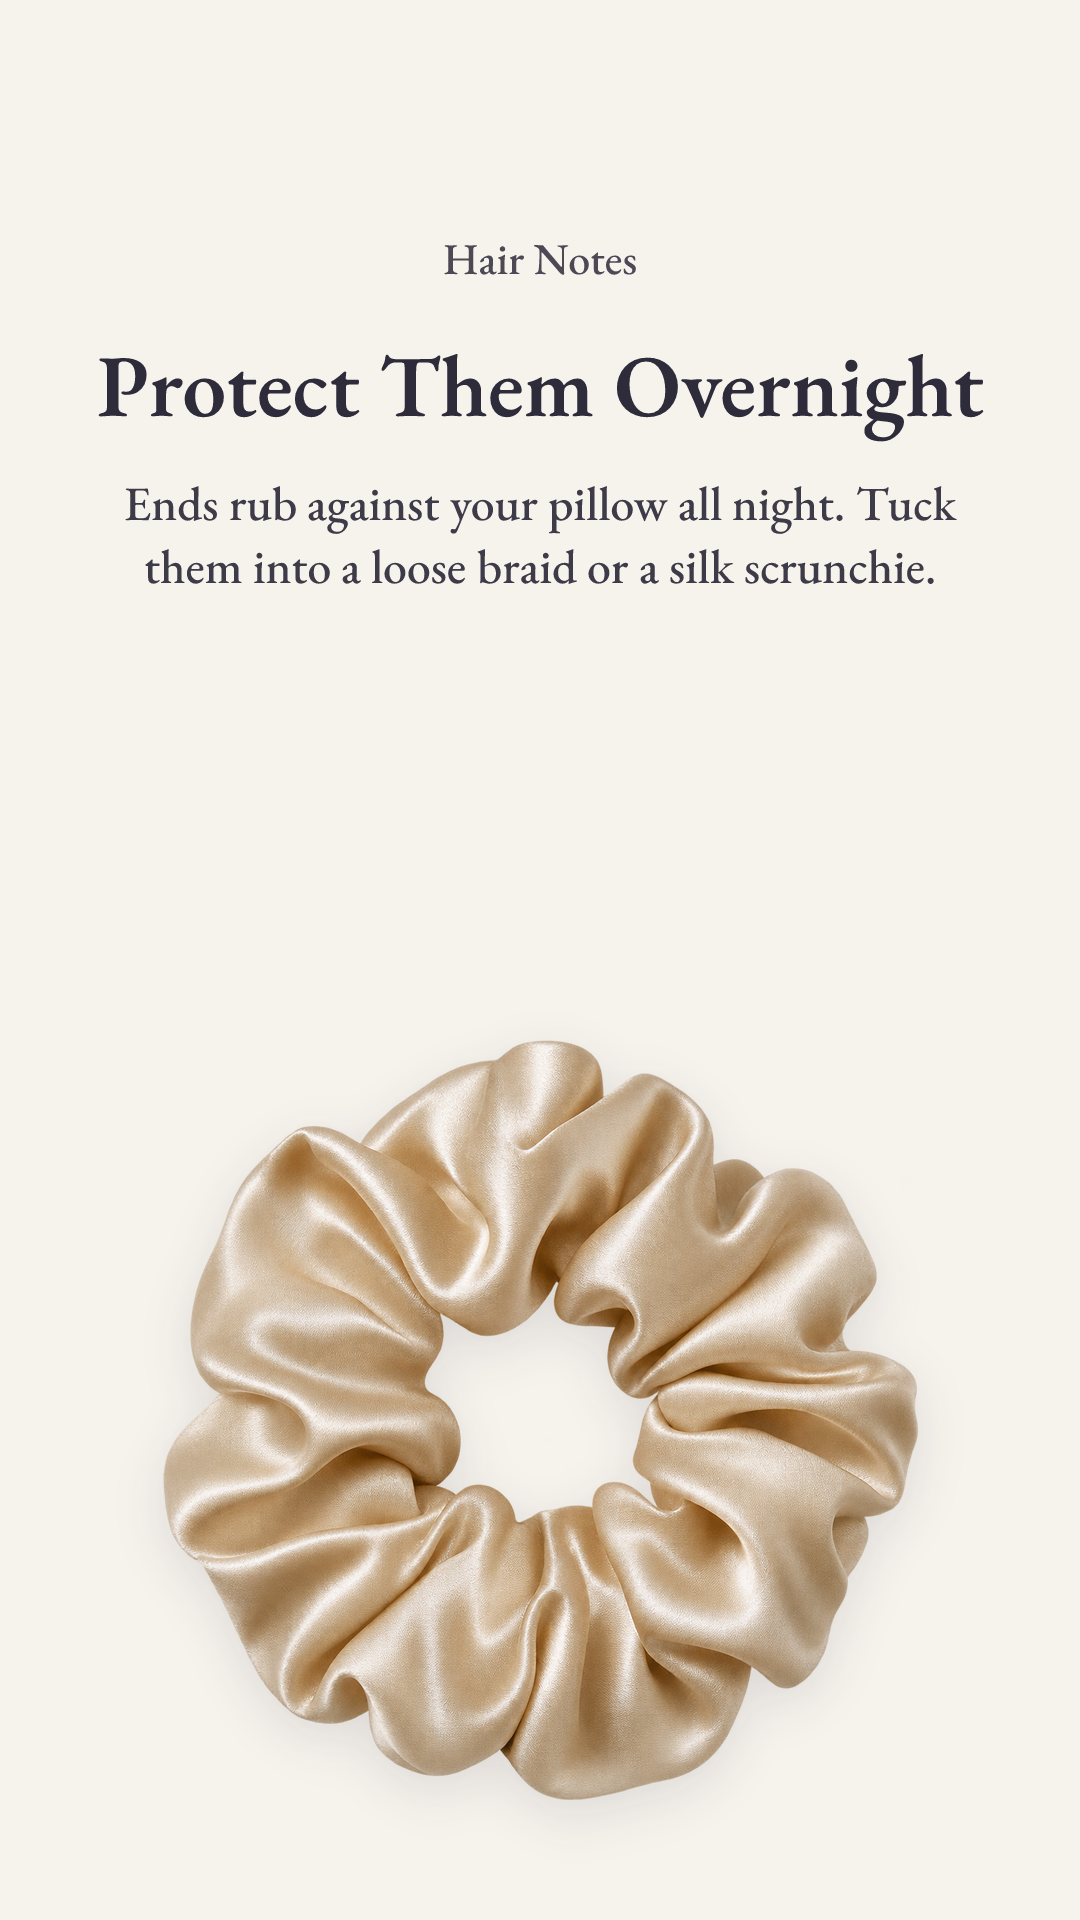 Hair Notes
Protect Them Overnight
Ends rub against your pillow all night. Tuck
them into a loose braid or a silk scrunchie.